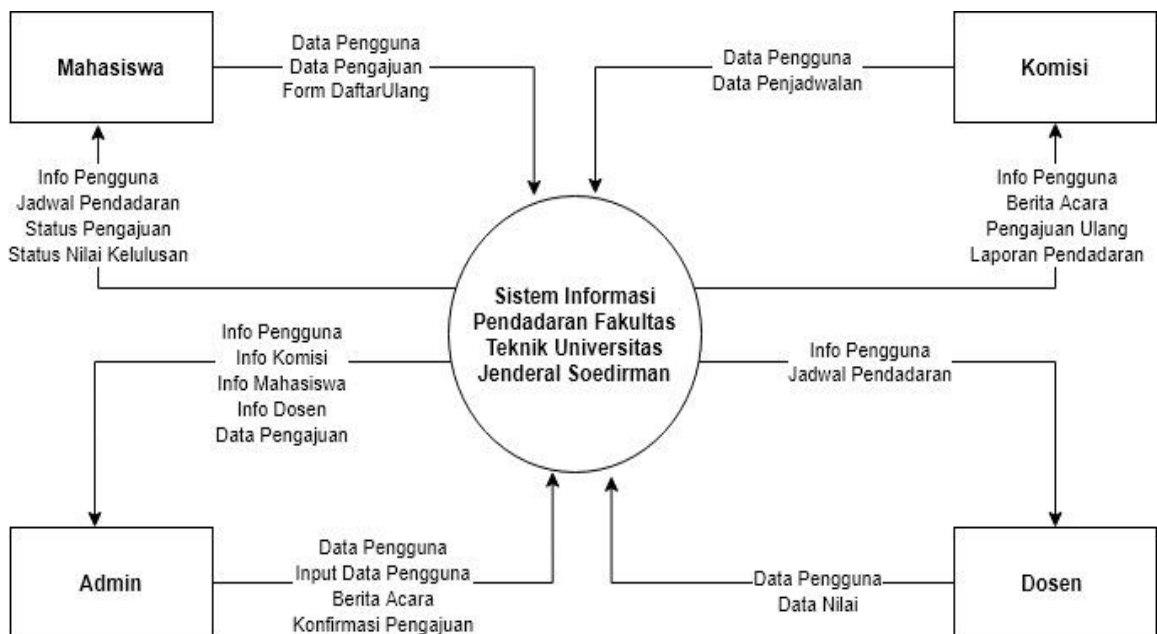 Mahasiswa
Data Pengguna
Data Pengajuan
Form DaftarUlang
Data Pengguna
Data Penjadwalan
Komisi
Info Pengguna
Jadwal Pendadaran
Status Pengajuan
Status Nilai Kelulusan
Info Pengguna
Berita Acara
Pengajuan Ulang
Laporan Pendadaran
Sistem Informasi
Pendadaran Fakultas
Teknik Universitas
Jenderal Soedirman
Info Pengguna
Info Komisi
Info Mahasiswa
Info Dosen
Data Pengajuan
Info Pengguna
Jadwal Pendadaran
Admin
Data Pengguna
Input Data Pengguna
Berita Acara
Konfirmasi Pengajuan
Data Pengguna
Data Nilai
Dosen